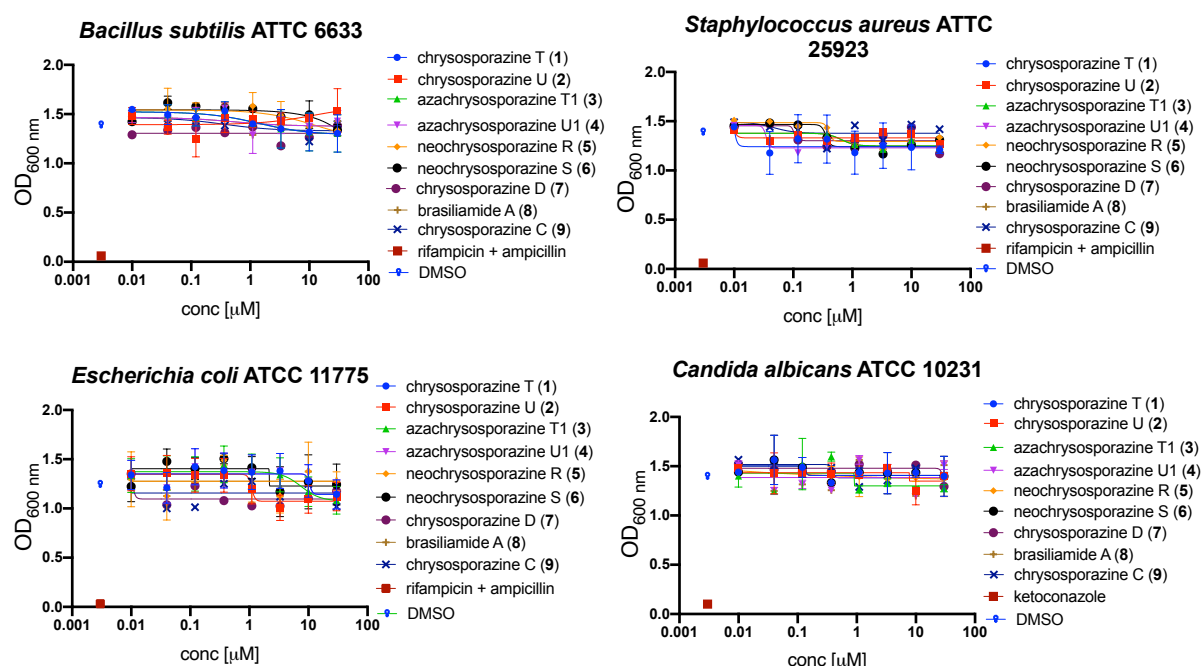 Bacillus subtilis ATTC 6633
OD600 nm
2.0
1.5
1.0
0.5
0.0
0.001
0.01
0.1
1
10
100
conc [μM]
chrysosporazine T (1)
chrysosporazine U (2)
azachrysosporazine T1 (3)
azachrysosporazine U1 (4)
neochrysosporazine R (5)
neochrysosporazine S (6)
chrysosporazine D (7)
brasiliamide A (8)
chrysosporazine C (9)
rifampicin + ampicillin
DMSO
Staphylococcus aureus ATTC
25923
OD600 nm
2.0
1.5
1.0
0.5
0.0
0.001
0.01
0.1
1
10
100
conc [μM]
chrysosporazine T (1)
chrysosporazine U (2)
azachrysosporazine T1 (3)
azachrysosporazine U1 (4)
neochrysosporazine R (5)
neochrysosporazine S (6)
chrysosporazine D (7)
brasiliamide A (8)
chrysosporazine C (9)
rifampicin + ampicillin
DMSO
Escherichia coli ATCC 11775
OD600 nm
2.0
1.5
1.0
0.5
0.0
0.001
0.01
0.1
1
10
100
conc [μM]
chrysosporazine T (1)
chrysosporazine U (2)
azachrysosporazine T1 (3)
azachrysosporazine U1 (4)
neochrysosporazine R (5)
neochrysosporazine S (6)
chrysosporazine D (7)
brasiliamide A (8)
chrysosporazine C (9)
rifampicin + ampicillin
DMSO
Candida albicans ATCC 10231
OD600 nm
2.0
1.5
1.0
0.5
0.0
0.001
0.01
0.1
1
10
100
conc [μM]
chrysosporazine T (1)
chrysosporazine U (2)
azachrysosporazine T1 (3)
azachrysosporazine U1 (4)
neochrysosporazine R (5)
neochrysosporazine S (6)
chrysosporazine D (7)
brasiliamide A (8)
chrysosporazine C (9)
ketoconazole
DMSO